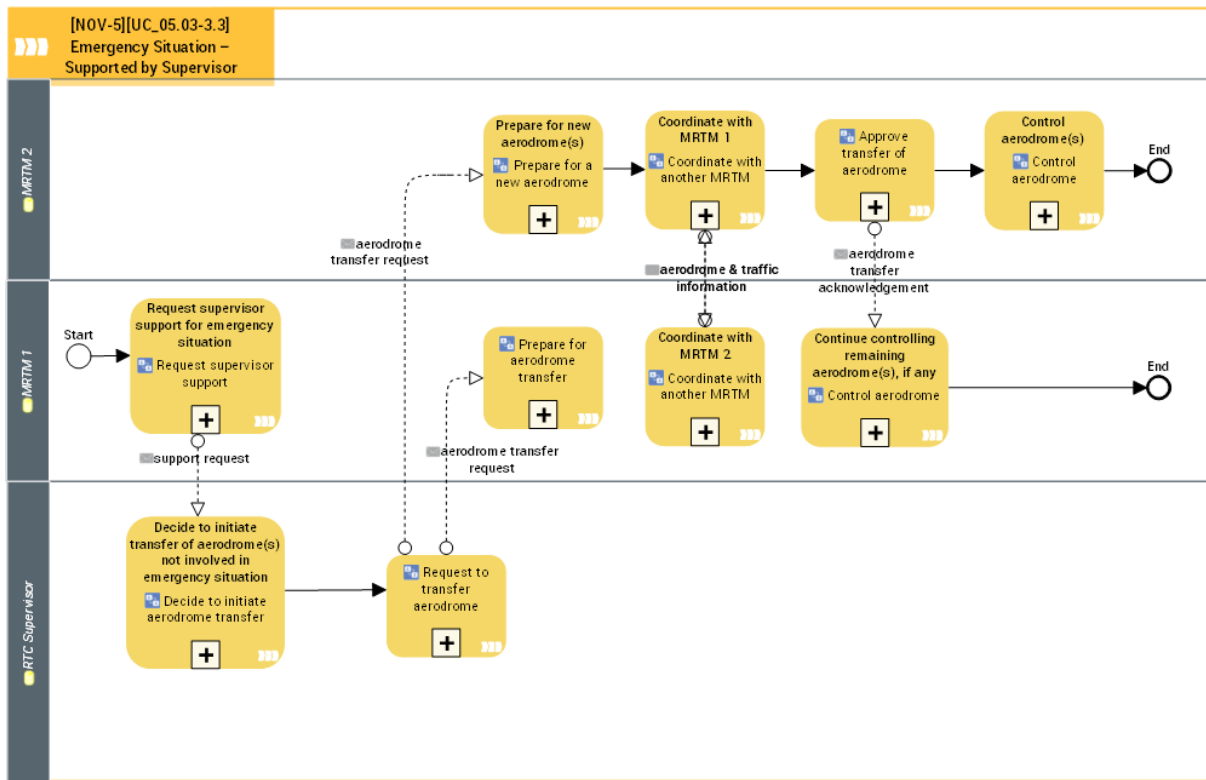 [NOV-5][UC_05.03-3.3]
Emergency Situation –
Supported by Supervisor
MRTM 2
Prepare for new
aerodrome(s)
Prepare for a
new aerodrome
Coordinate with
MRTM 1
Coordinate with
another MRTM
Approve
transfer of
aerodrome
Control
aerodrome(s)
Control
aerodrome
End
aerodrome
transfer request
aerodrome & traffic
information
aerodrome
transfer
acknowledgement
MRTM 1
Start
Request supervisor
support for emergency
situation
Request supervisor
support
Prepare for
aerodrome
transfer
Coordinate with
MRTM 2
Coordinate with
another MRTM
Continue controlling
remaining
aerodrome(s), if any
Control aerodrome
End
support request
aerodrome transfer
request
RTC Supervisor
Decide to initiate
transfer of aerodrome(s)
not involved in
emergency situation
Decide to initiate
aerodrome transfer
Request to
transfer
aerodrome